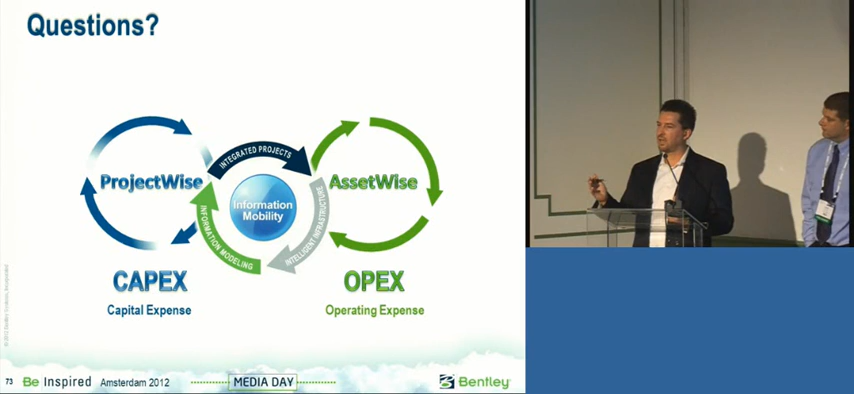 Questions?
ProjectWise
INTEGRATED PROJECTS
AssetWise
Information
Mobility
INFORMATION MODELING
INTELLIGENT INFRASTRUCTURE
CAPEX
OPEX
Capital Expense
Operating Expense
73 Be Inspired Amsterdam 2012 MEDIA DAY Bentley